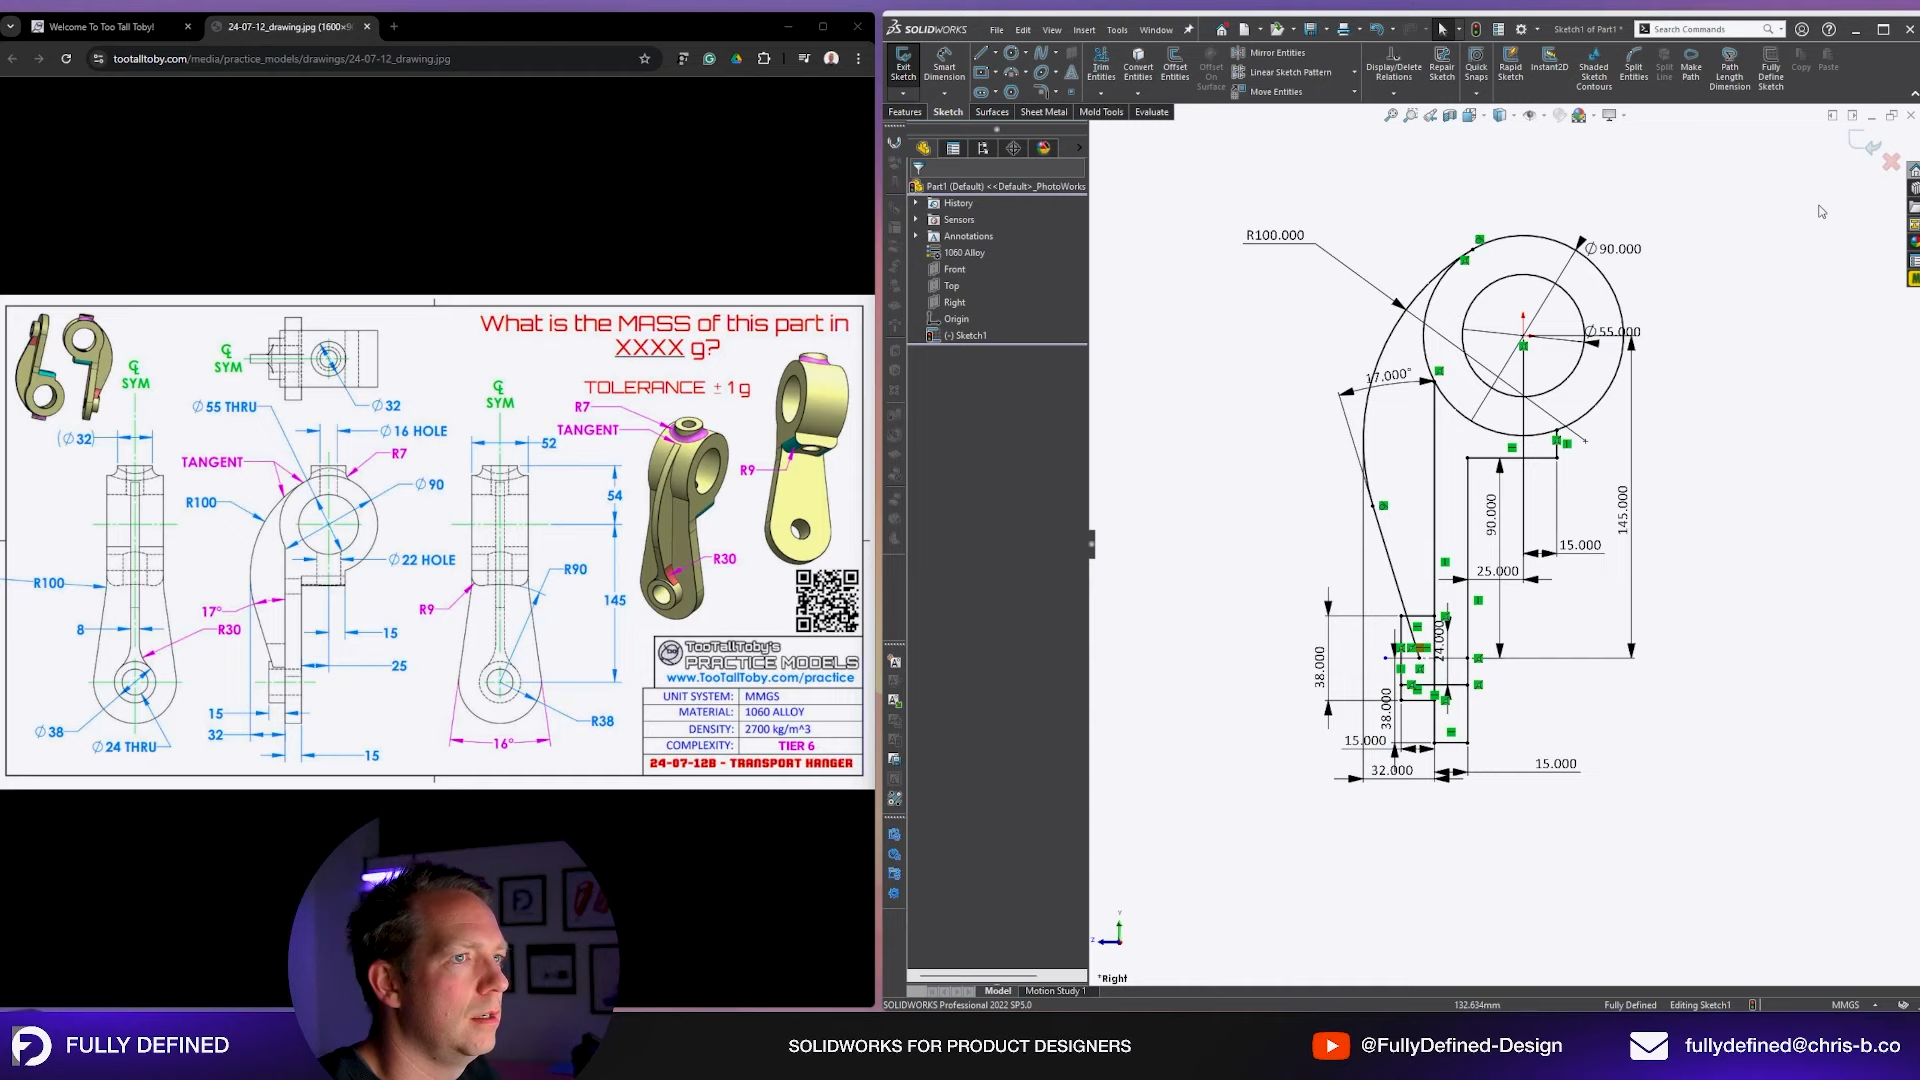 Welcome To Too Tall Toby!
24-07-12_drawing.jpg (1600×9
tootalltoby.com/media/practice_models/drawings/24-07-12_drawing.jpg
What is the MASS of this part in
XXXX g?
TOLERANCE ± 1 g
℄
SYM
℄
SYM
℄
SYM
Ø 55 THRU
Ø 32
(Ø 32)
Ø 16 HOLE
R7
TANGENT
R7
TANGENT
52
R9
54
R100
Ø 90
Ø 22 HOLE
R100
R90
R30
145
17°
R9
8
R30
15
25
15
32
R38
Ø 38
Ø 24 THRU
15
16°
TooTallToby's
PRACTICE MODELS
www.TooTallToby.com/practice
UNIT SYSTEM: MMGS
MATERIAL: 1060 ALLOY
DENSITY: 2700 kg/m^3
COMPLEXITY: TIER 6
24-07-12B - TRANSPORT HANGER
SOLIDWORKS
File
Edit
View
Insert
Tools
Window
Sketch1 of Part1 *
Search Commands
Exit Sketch
Smart Dimension
Trim Entities
Convert Entities
Offset Entities
Offset On Surface
Mirror Entities
Linear Sketch Pattern
Move Entities
Display/Delete Relations
Repair Sketch
Quick Snaps
Rapid Sketch
Instant2D
Shaded Sketch Contours
Split Entities
Split Line
Make Path
Path Length Dimension
Fully Define Sketch
Copy
Paste
Features
Sketch
Surfaces
Sheet Metal
Mold Tools
Evaluate
Part1 (Default) <<Default>_PhotoWorks
History
Sensors
Annotations
1060 Alloy
Front
Top
Right
Origin
(-) Sketch1
R100.000
Ø90.000
Ø55.000
17.000°
90.000
145.000
15.000
25.000
24.000
38.000
38.000
15.000
32.000
15.000
Y
Z
*Right
Model
Motion Study 1
SOLIDWORKS Professional 2022 SP5.0
132.634mm
Fully Defined
Editing Sketch1
MMGS
FULLY DEFINED
SOLIDWORKS FOR PRODUCT DESIGNERS
@FullyDefined-Design
fullydefined@chris-b.co